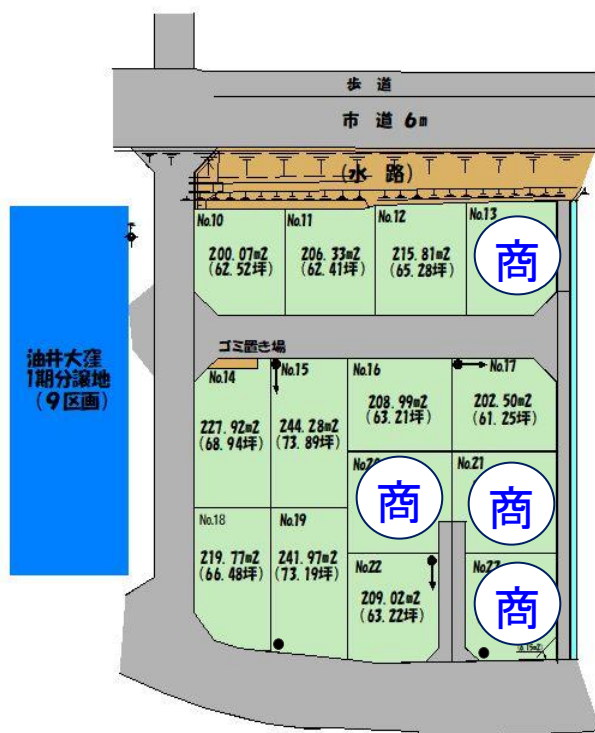 歩 道
市 道 6m
(水 路)
No.10
200.07m2
(62.52坪)
No.11
206.33m2
(62.41坪)
No.12
215.81m2
(65.28坪)
No.13
商
油井大窪
1期分譲地
(9区画)
ゴミ置き場
No.14
227.92m2
(68.94坪)
No.15
244.28m2
(73.89坪)
No.16
208.99m2
(63.21坪)
No.17
202.50m2
(61.25坪)
No.18
219.77m2
(66.48坪)
No.19
241.97m2
(73.19坪)
商
No.21
商
No22
209.02m2
(63.22坪)
商